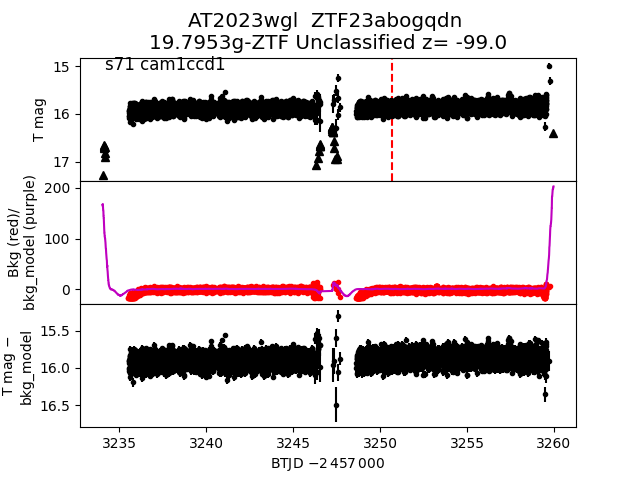 AT2023wgl  ZTF23abogqdn
19.7953g-ZTF Unclassified z= -99.0
s71 cam1ccd1
15
16
17
T mag
200
100
0
Bkg (red)/
bkg_model (purple)
15.5
16.0
16.5
T mag −
bkg_model
3235 3240 3245 3250 3255 3260
BTJD −2 457 000